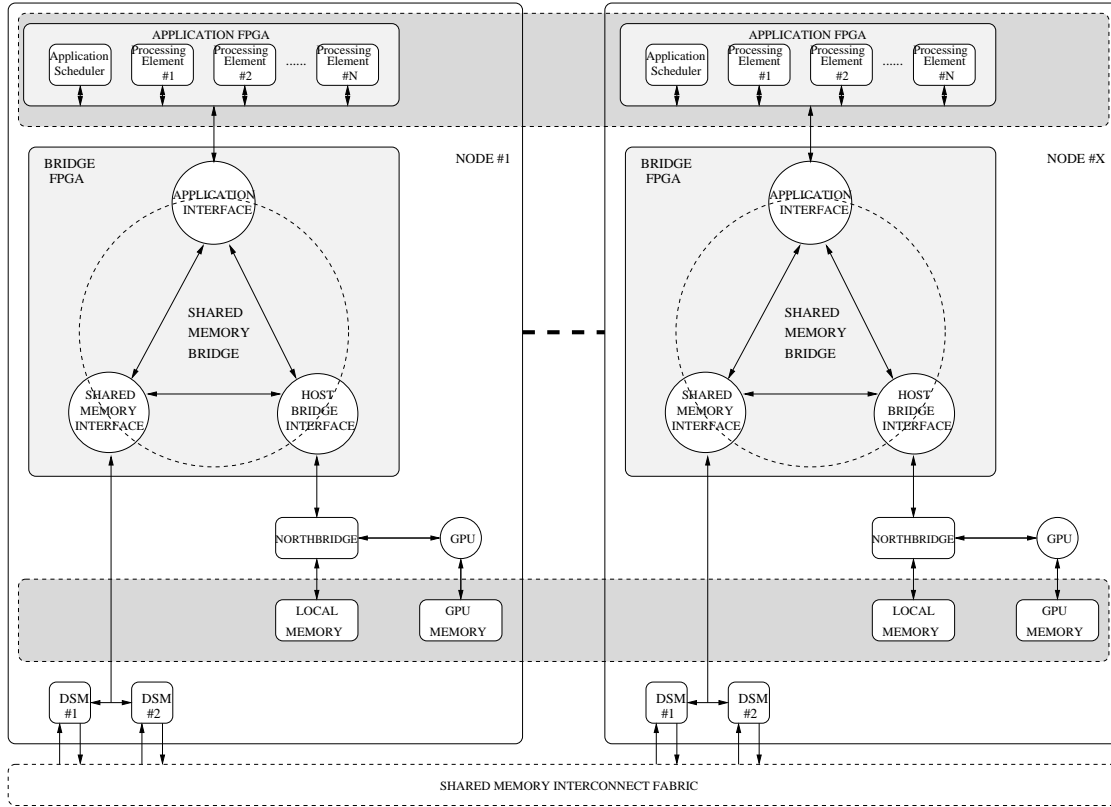 APPLICATION FPGA
Application
Scheduler
Processing
Element
#1
Processing
Element
#2
......
Processing
Element
#N
BRIDGE
FPGA
NODE #1
APPLICATION
INTERFACE
SHARED
MEMORY
BRIDGE
SHARED
MEMORY
INTERFACE
HOST
BRIDGE
INTERFACE
NORTHBRIDGE
GPU
LOCAL
MEMORY
GPU
MEMORY
DSM
#1
DSM
#2
APPLICATION FPGA
Application
Scheduler
Processing
Element
#1
Processing
Element
#2
......
Processing
Element
#N
BRIDGE
FPGA
NODE #X
APPLICATION
INTERFACE
SHARED
MEMORY
BRIDGE
SHARED
MEMORY
INTERFACE
HOST
BRIDGE
INTERFACE
NORTHBRIDGE
GPU
LOCAL
MEMORY
GPU
MEMORY
DSM
#1
DSM
#2
SHARED MEMORY INTERCONNECT FABRIC